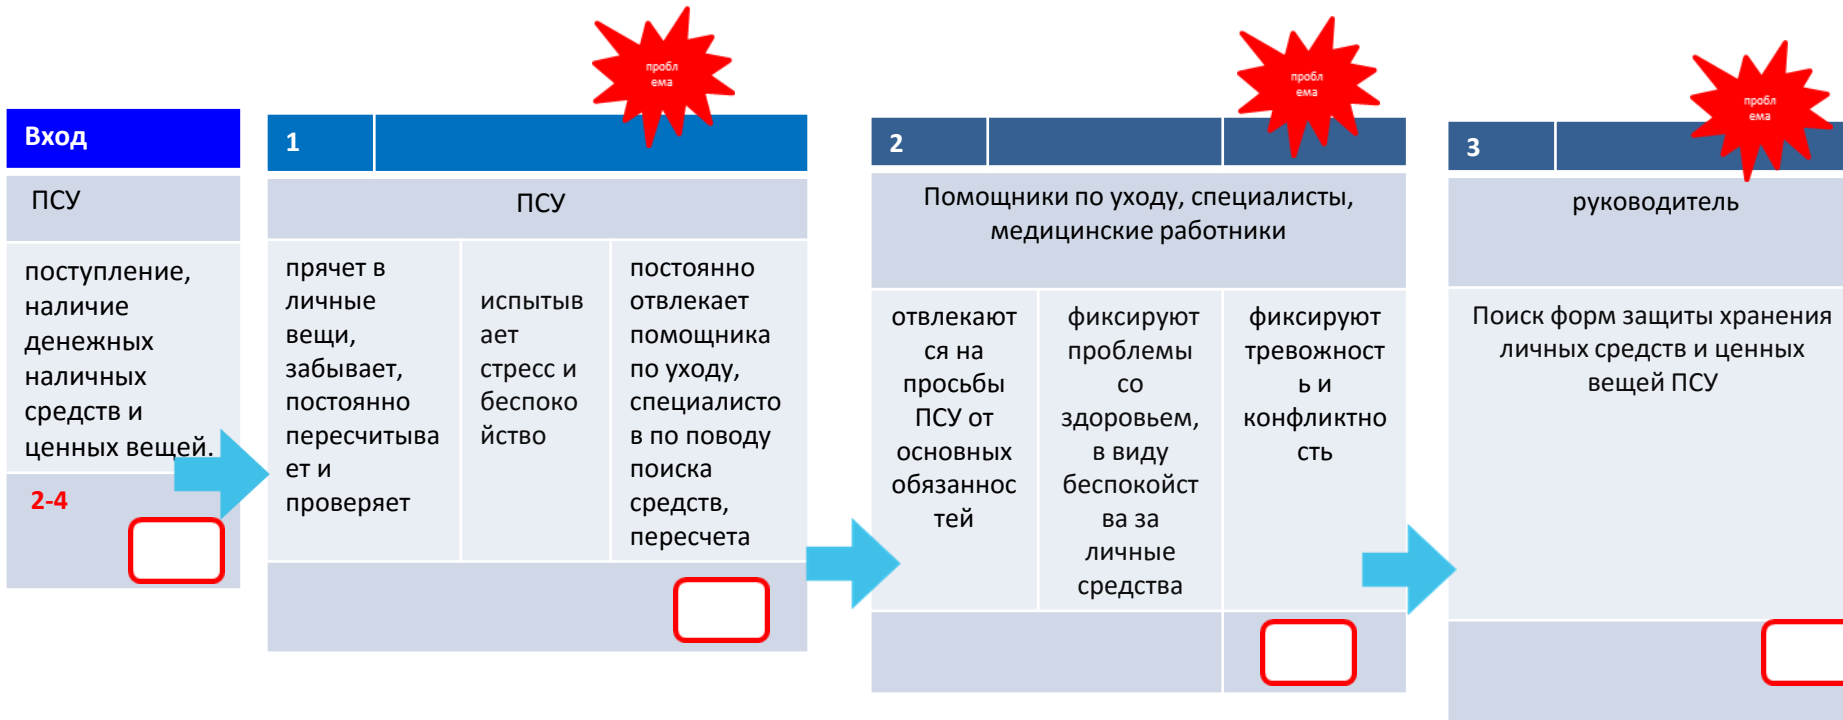 пробл
ема
пробл
ема
пробл
ема
Вход
ПСУ
поступление,
наличие
денежных
наличных
средств и
ценных вещей.
2-4
1
ПСУ
прячет в
личные
вещи,
забывает,
постоянно
пересчитыва
ет и
проверяет
испытыв
ает
стресс и
беспоко
йство
постоянно
отвлекает
помощника
по уходу,
специалисто
в по поводу
поиска
средств,
пересчета
2
Помощники по уходу, специалисты,
медицинские работники
отвлекают
ся на
просьбы
ПСУ от
основных
обязаннос
тей
фиксируют
проблемы
со
здоровьем,
в виду
беспокойст
ва за
личные
средства
фиксируют
тревожност
ь и
конфликтно
сть
3
руководитель
Поиск форм защиты хранения
личных средств и ценных
вещей ПСУ